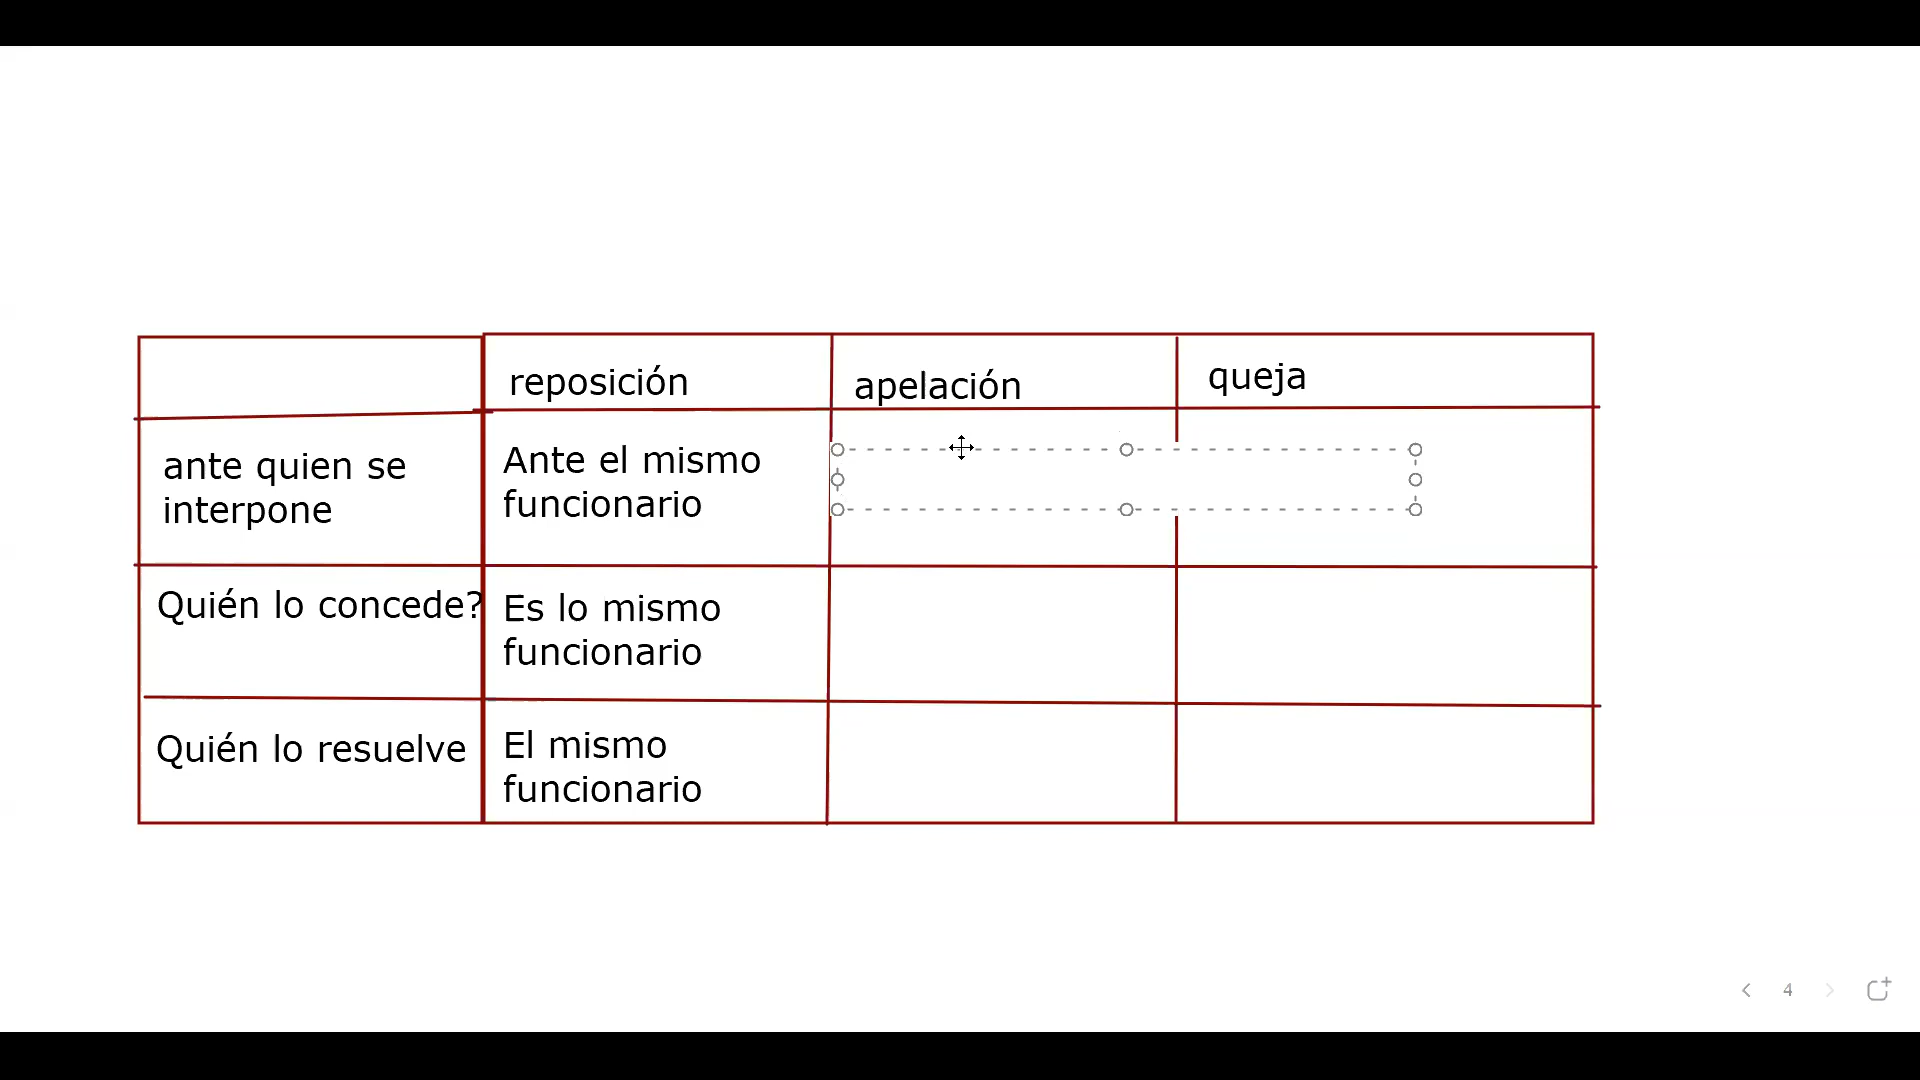 reposición
apelación
queja
ante quien se
interpone
Ante el mismo
funcionario
Quién lo concede?
Es lo mismo
funcionario
Quién lo resuelve
El mismo
funcionario
4